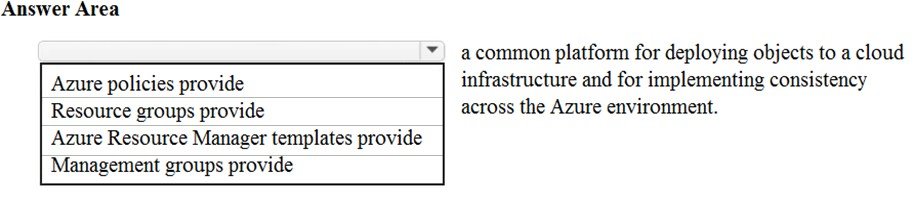 Answer Area
a common platform for deploying objects to a cloud
infrastructure and for implementing consistency
across the Azure environment.
Azure policies provide
Resource groups provide
Azure Resource Manager templates provide
Management groups provide